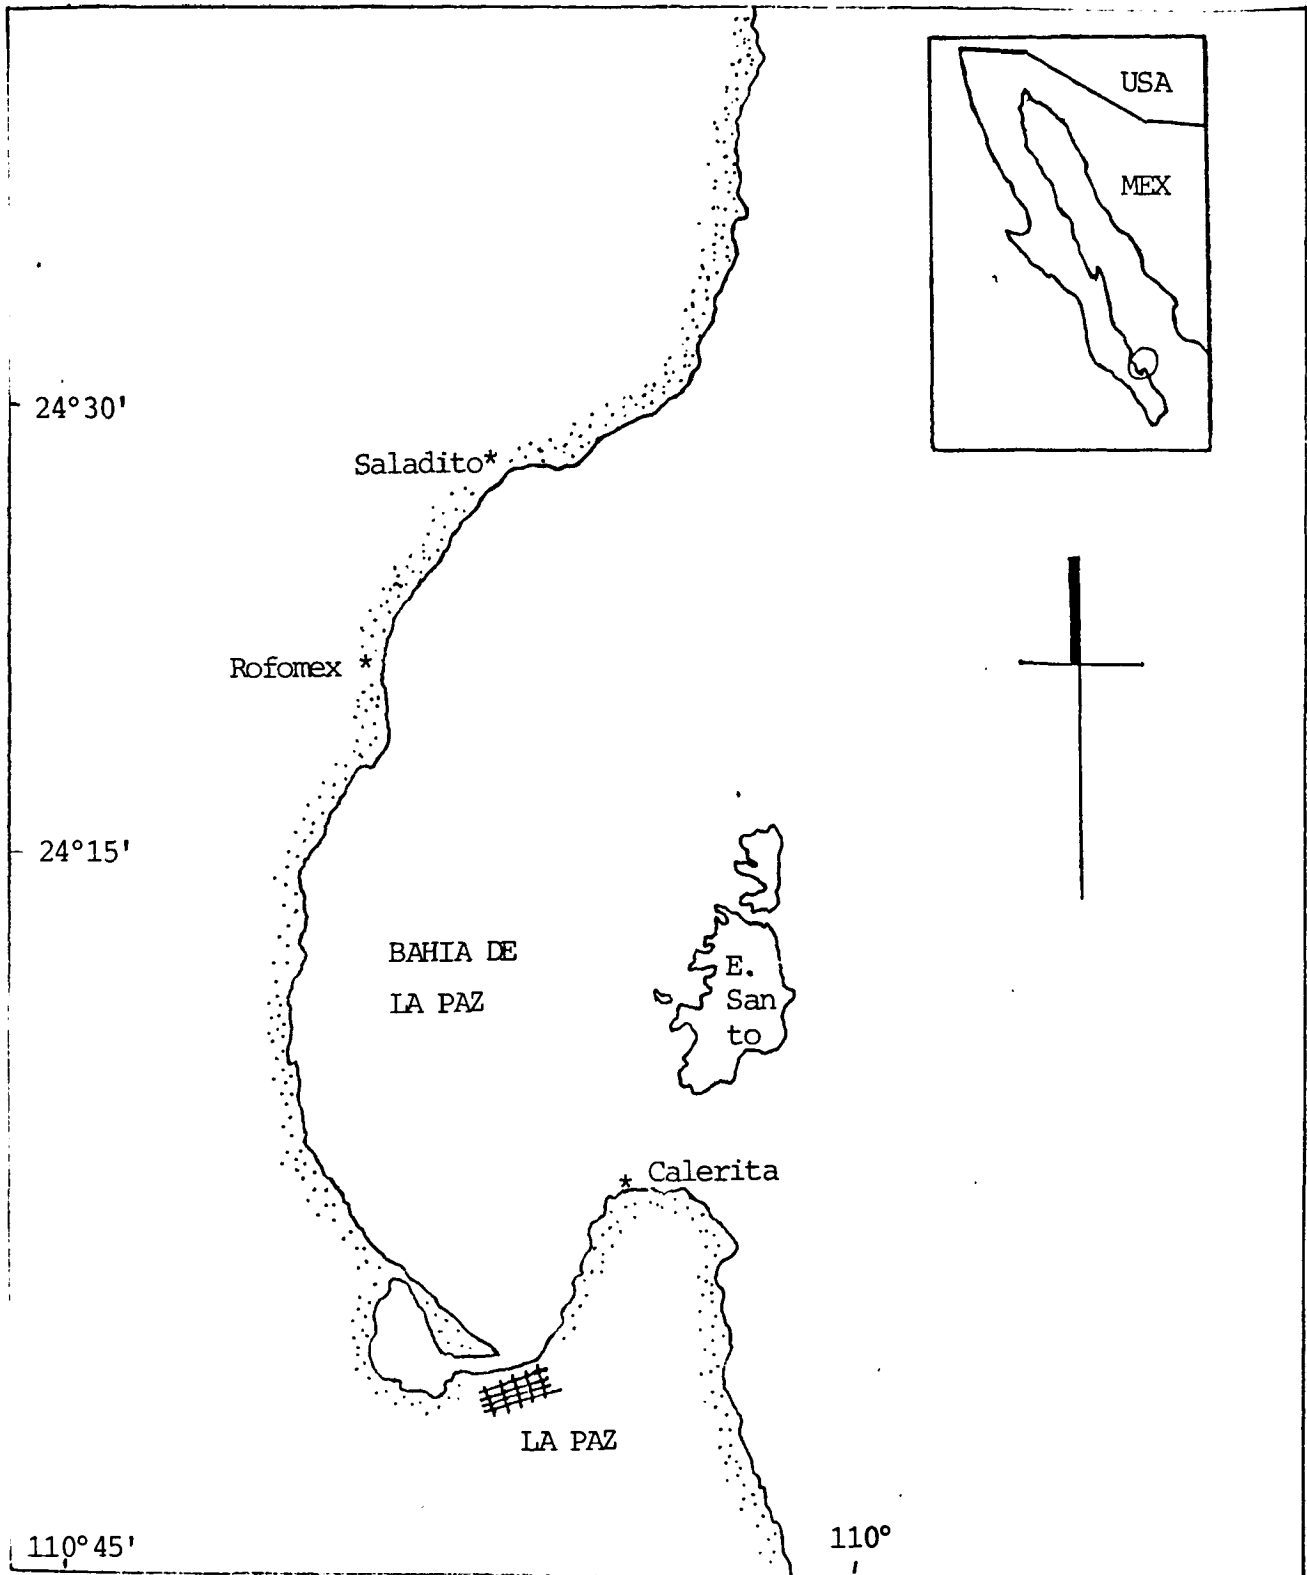 USA
MEX
24°30'
Saladito*
Rofomex *
24°15'
BAHIA DE
LA PAZ
E.
San
to
* Calerita
LA PAZ
110°45'
110°